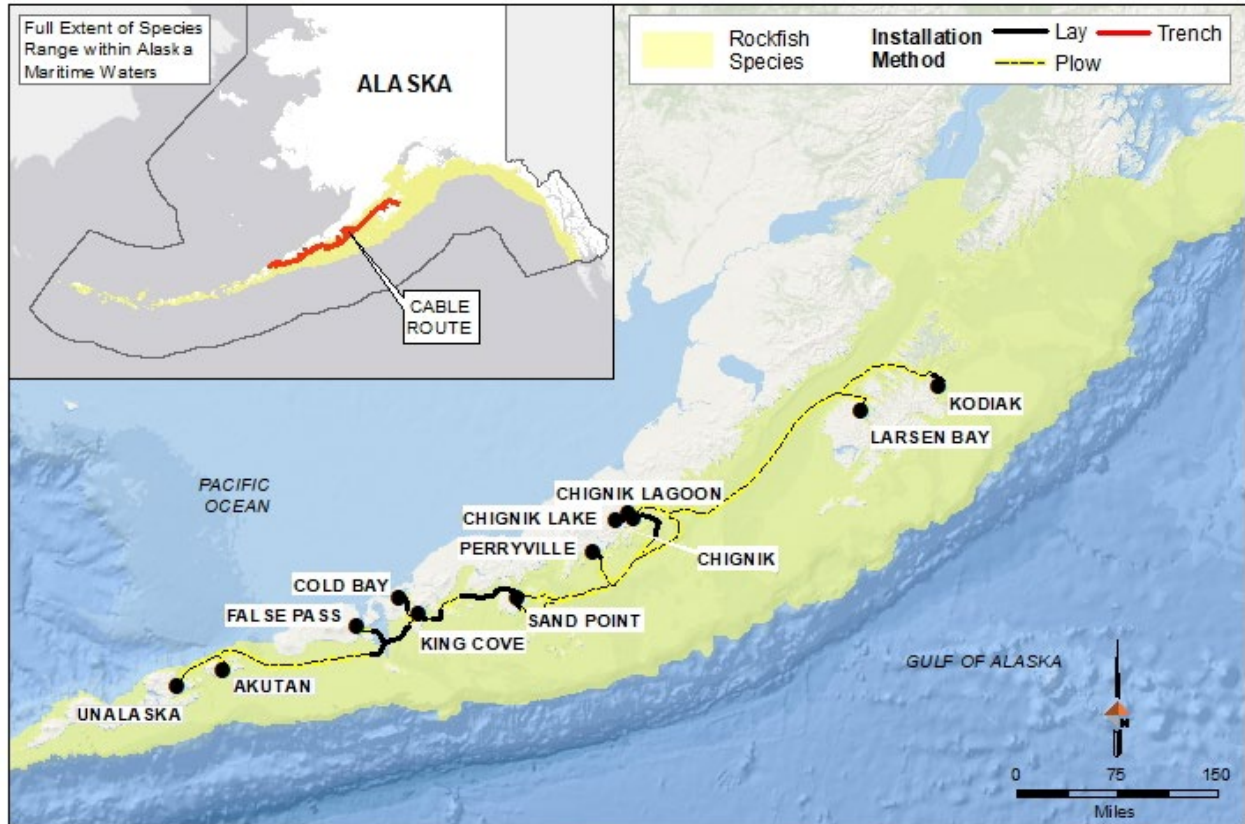 Full Extent of Species
Range within Alaska
Maritime Waters
ALASKA
CABLE
ROUTE
Rockfish
Species
Installation
Method
Lay
Trench
Plow
KODIAK
LARSEN BAY
PACIFIC
OCEAN
CHIGNIK LAGOON
CHIGNIK LAKE
PERRYVILLE
CHIGNIK
COLD BAY
FALSE PASS
SAND POINT
KING COVE
GULF OF ALASKA
AKUTAN
UNALASKA
N
0 75 150
Miles